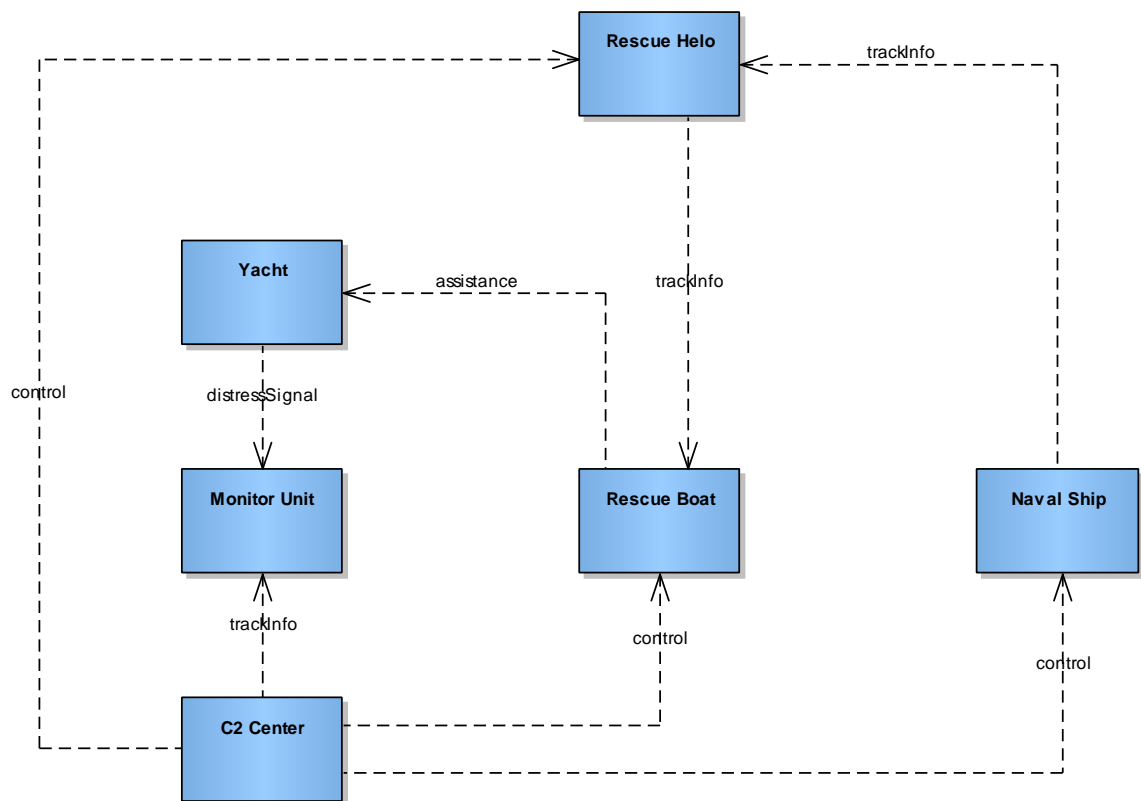 Rescue Helo
trackInfo
Yacht
assistance
trackInfo
control
distressSignal
Monitor Unit
Rescue Boat
Naval Ship
trackInfo
control
control
C2 Center